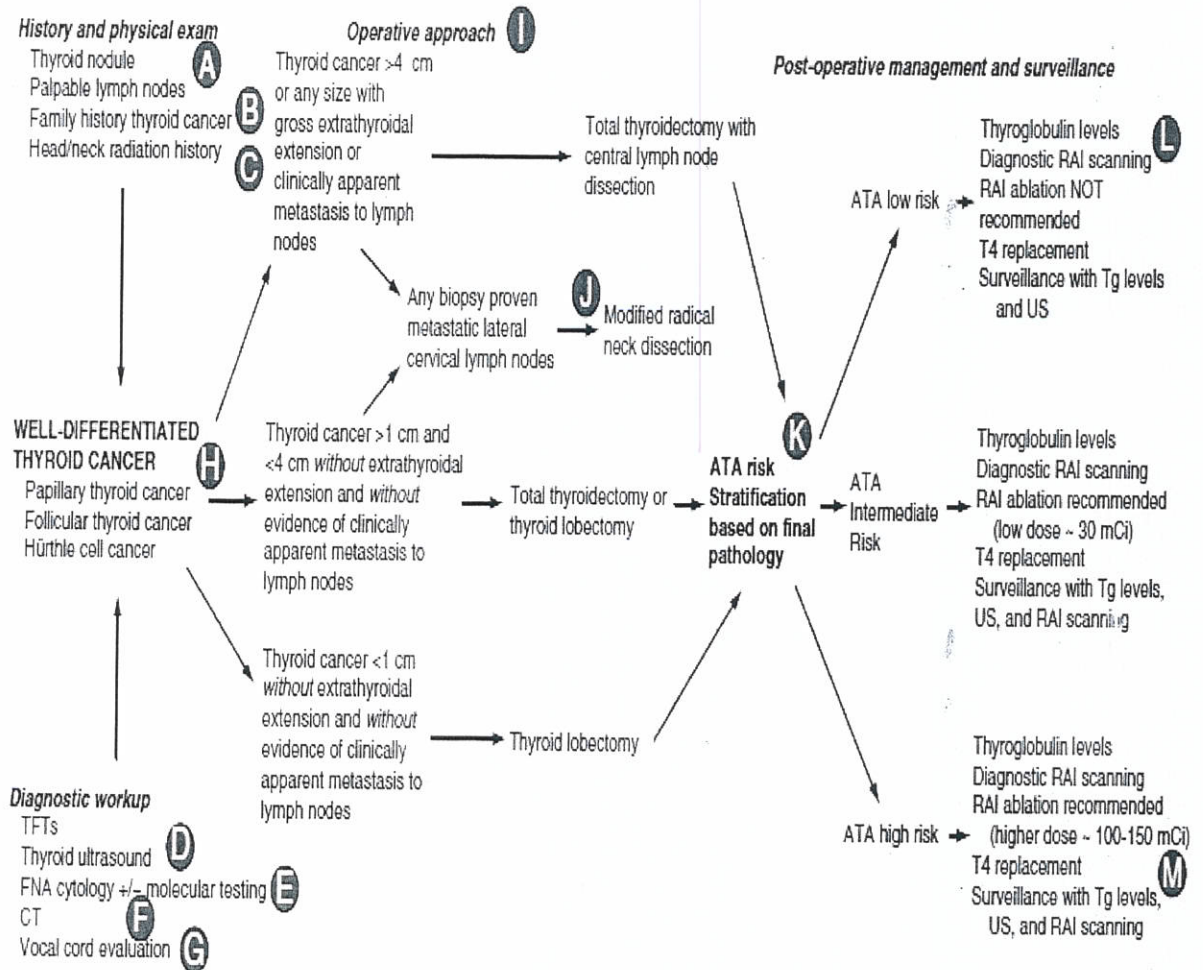 History and physical exam
A
Thyroid nodule
Palpable lymph nodes
B
Family history thyroid cancer
Head/neck radiation history
C
Operative approach
I
Thyroid cancer >4 cm
or any size with
gross extrathyroidal
extension or
clinically apparent
metastasis to lymph
nodes
Total thyroidectomy with
central lymph node
dissection
Any biopsy proven
metastatic lateral
cervical lymph nodes
J
Modified radical
neck dissection
WELL-DIFFERENTIATED
THYROID CANCER
H
Papillary thyroid cancer
Follicular thyroid cancer
Hürthle cell cancer
Thyroid cancer >1 cm and
<4 cm without extrathyroidal
extension and without
evidence of clinically
apparent metastasis to
lymph nodes
Total thyroidectomy or
thyroid lobectomy
Thyroid cancer <1 cm
without extrathyroidal
extension and without
evidence of clinically
apparent metastasis to
lymph nodes
Thyroid lobectomy
Diagnostic workup
TFTs
Thyroid ultrasound
D
FNA cytology +/– molecular testing
E
CT
F
Vocal cord evaluation
G
K
ATA risk
Stratification
based on final
pathology
Post-operative management and surveillance
ATA low risk
Thyroglobulin levels
L
Diagnostic RAI scanning
RAI ablation NOT
recommended
T4 replacement
Surveillance with Tg levels
and US
ATA
Intermediate
Risk
Thyroglobulin levels
Diagnostic RAI scanning
RAI ablation recommended
(low dose ~ 30 mCi)
T4 replacement
Surveillance with Tg levels,
US, and RAI scanning
ATA high risk
Thyroglobulin levels
Diagnostic RAI scanning
RAI ablation recommended
(higher dose ~ 100-150 mCi)
T4 replacement
M
Surveillance with Tg levels,
US, and RAI scanning